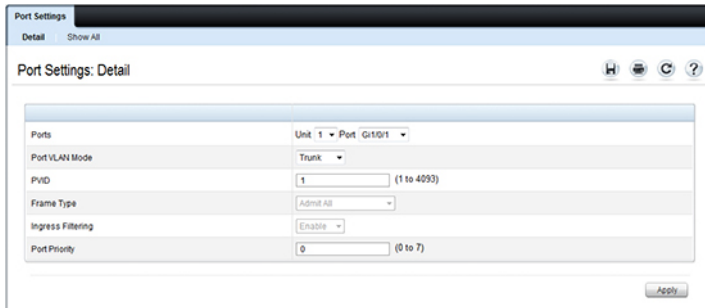 Port Settings
Detail Show All
Port Settings: Detail
Ports Unit 1 Port Gi1/0/1
Port VLAN Mode Trunk
PVID 1 (1 to 4093)
Frame Type Admit All
Ingress Filtering Enable
Port Priority 0 (0 to 7)
Apply